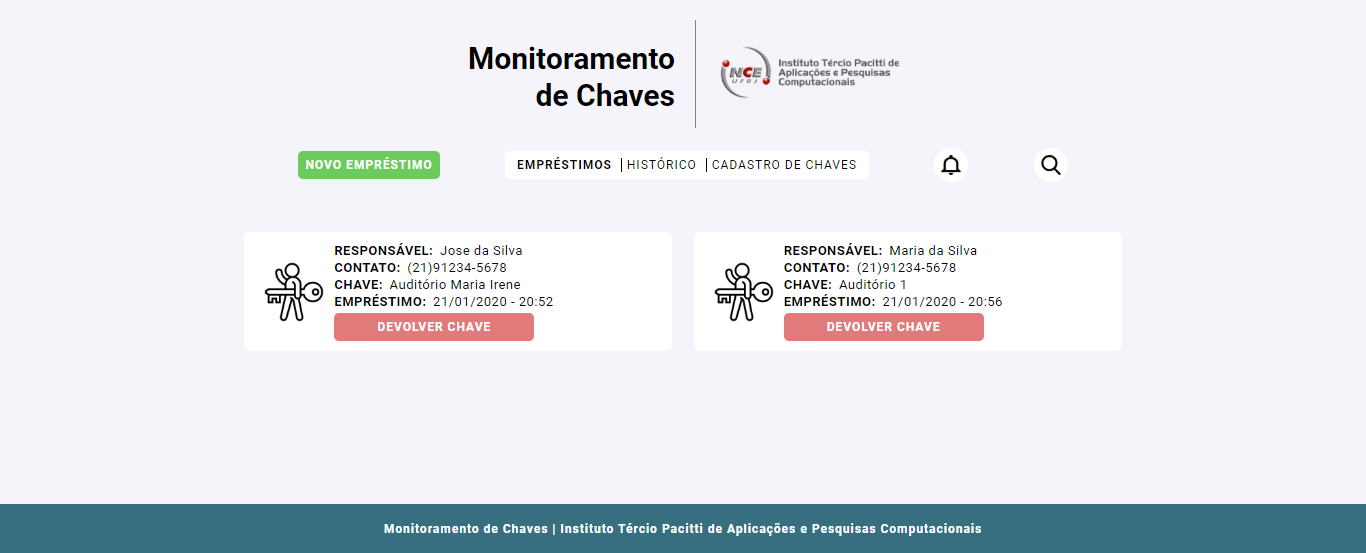 Monitoramento
de Chaves
NCE
UFRJ
Instituto Tércio Pacitti de
Aplicações e Pesquisas
Computacionais
NOVO EMPRÉSTIMO
EMPRÉSTIMOS | HISTÓRICO | CADASTRO DE CHAVES
RESPONSÁVEL: Jose da Silva
CONTATO: (21)91234-5678
CHAVE: Auditório Maria Irene
EMPRÉSTIMO: 21/01/2020 - 20:52
DEVOLVER CHAVE
RESPONSÁVEL: Maria da Silva
CONTATO: (21)91234-5678
CHAVE: Auditório 1
EMPRÉSTIMO: 21/01/2020 - 20:56
DEVOLVER CHAVE
Monitoramento de Chaves | Instituto Tércio Pacitti de Aplicações e Pesquisas Computacionais